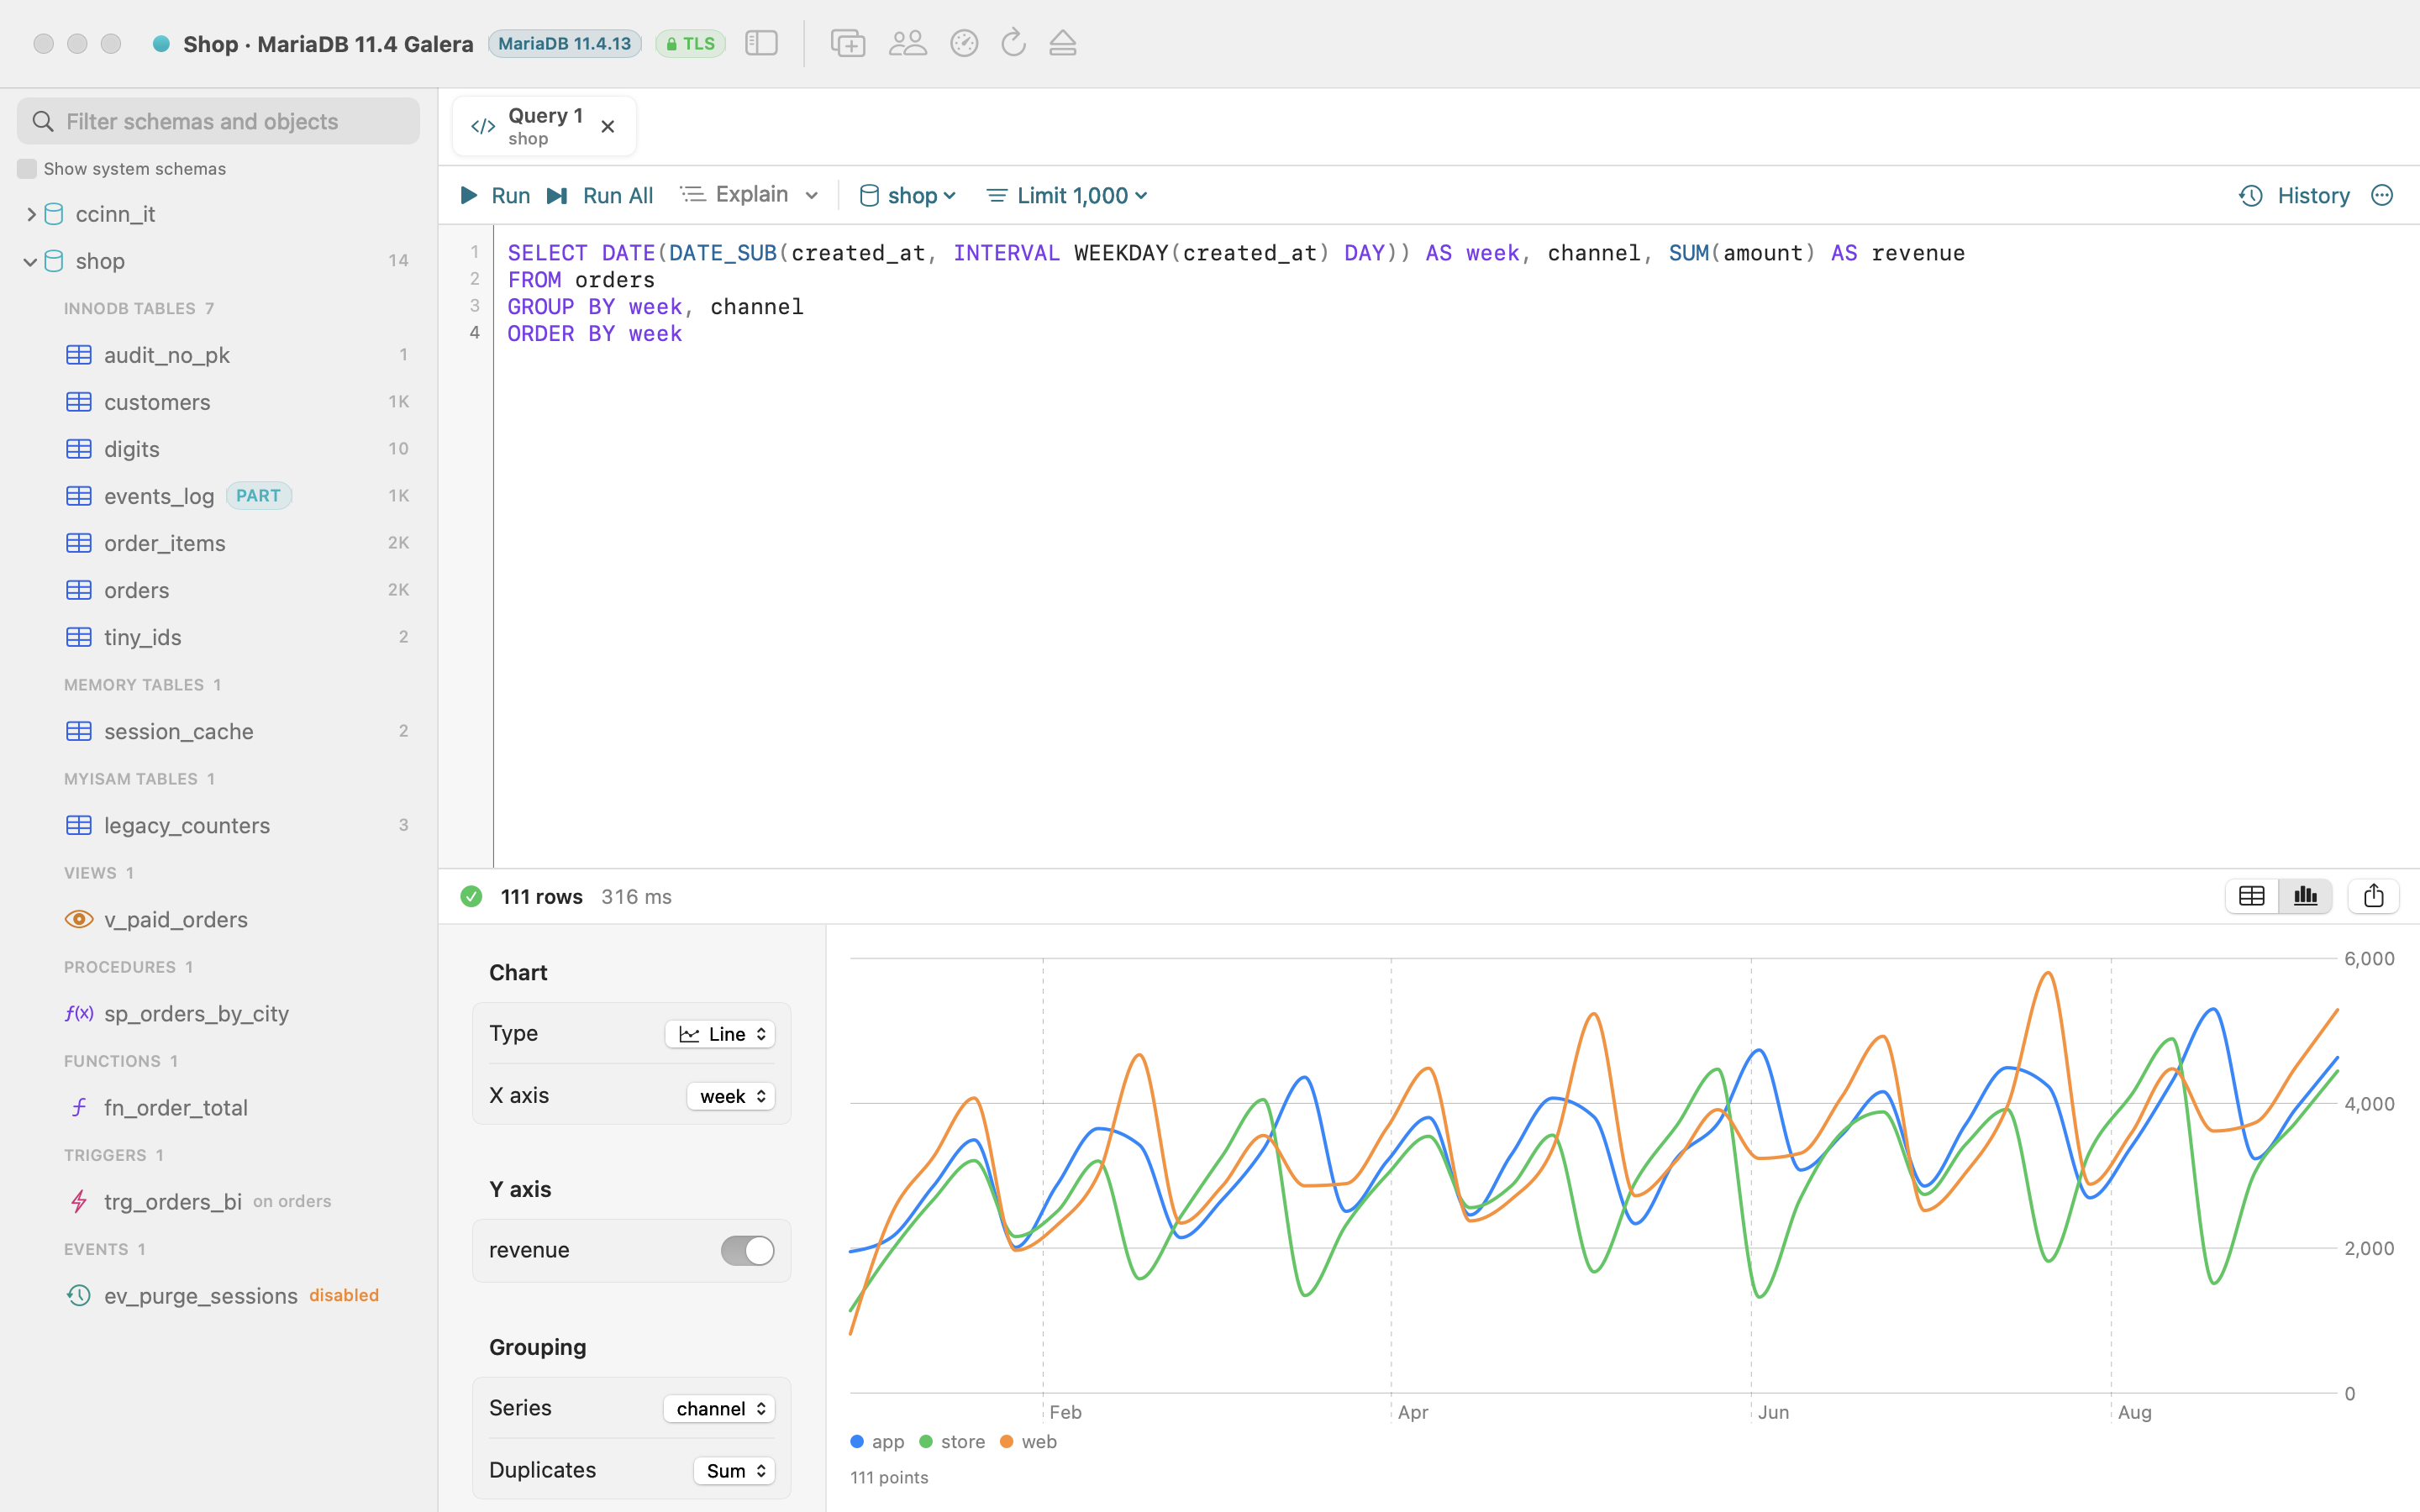 Shop · MariaDB 11.4 Galera
MariaDB 11.4.13
TLS
Filter schemas and objects
Show system schemas
ccinn_it
shop 14
INNODB TABLES 7
audit_no_pk 1
customers 1K
digits 10
events_log PART 1K
order_items 2K
orders 2K
tiny_ids 2
MEMORY TABLES 1
session_cache 2
MYISAM TABLES 1
legacy_counters 3
VIEWS 1
v_paid_orders
PROCEDURES 1
f(x) sp_orders_by_city
FUNCTIONS 1
f fn_order_total
TRIGGERS 1
trg_orders_bi on orders
EVENTS 1
ev_purge_sessions disabled
</> Query 1
shop
Run Run All Explain shop Limit 1,000 History
1 SELECT DATE(DATE_SUB(created_at, INTERVAL WEEKDAY(created_at) DAY)) AS week, channel, SUM(amount) AS revenue
2 FROM orders
3 GROUP BY week, channel
4 ORDER BY week
111 rows 316 ms
Chart
Type Line
X axis week
Y axis
revenue
Grouping
Series channel
Duplicates Sum
6,000
4,000
2,000
0
Feb Apr Jun Aug
app store web
111 points